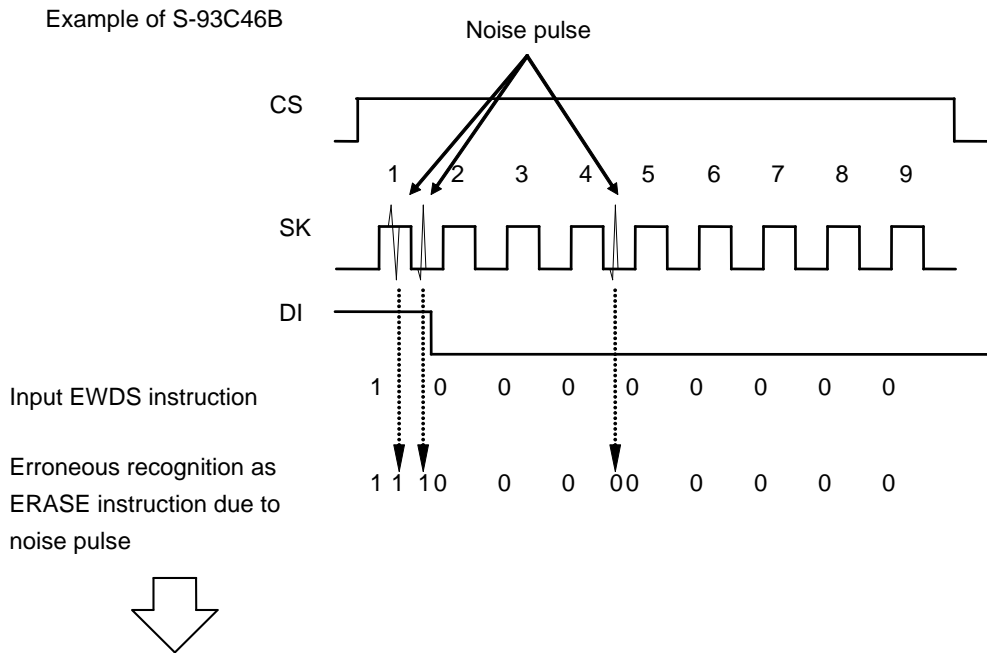 Example of S-93C46B
Noise pulse
CS
1 2 3 4 5 6 7 8 9
SK
DI
Input EWDS instruction
1 0 0 0 0 0 0 0 0
Erroneous recognition as
ERASE instruction due to
noise pulse
1 1 1 0 0 0 0 0 0 0 0 0